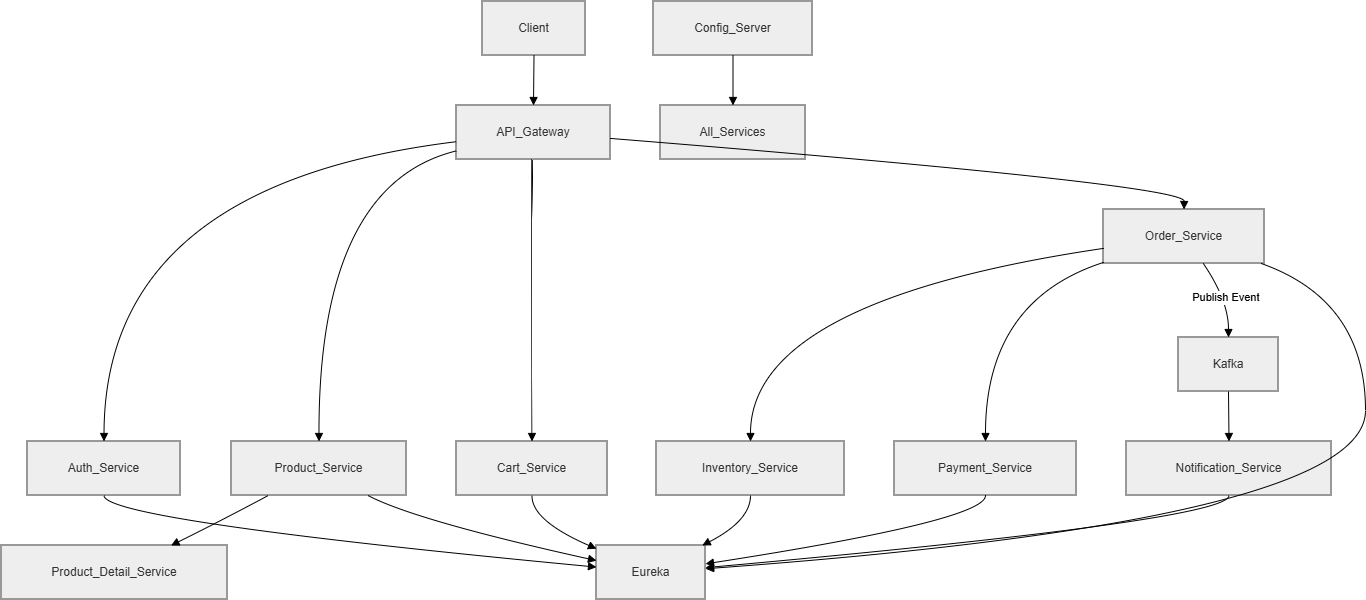 Client
Config_Server
API_Gateway
All_Services
Order_Service
Publish Event
Kafka
Auth_Service
Product_Service
Cart_Service
Inventory_Service
Payment_Service
Notification_Service
Product_Detail_Service
Eureka